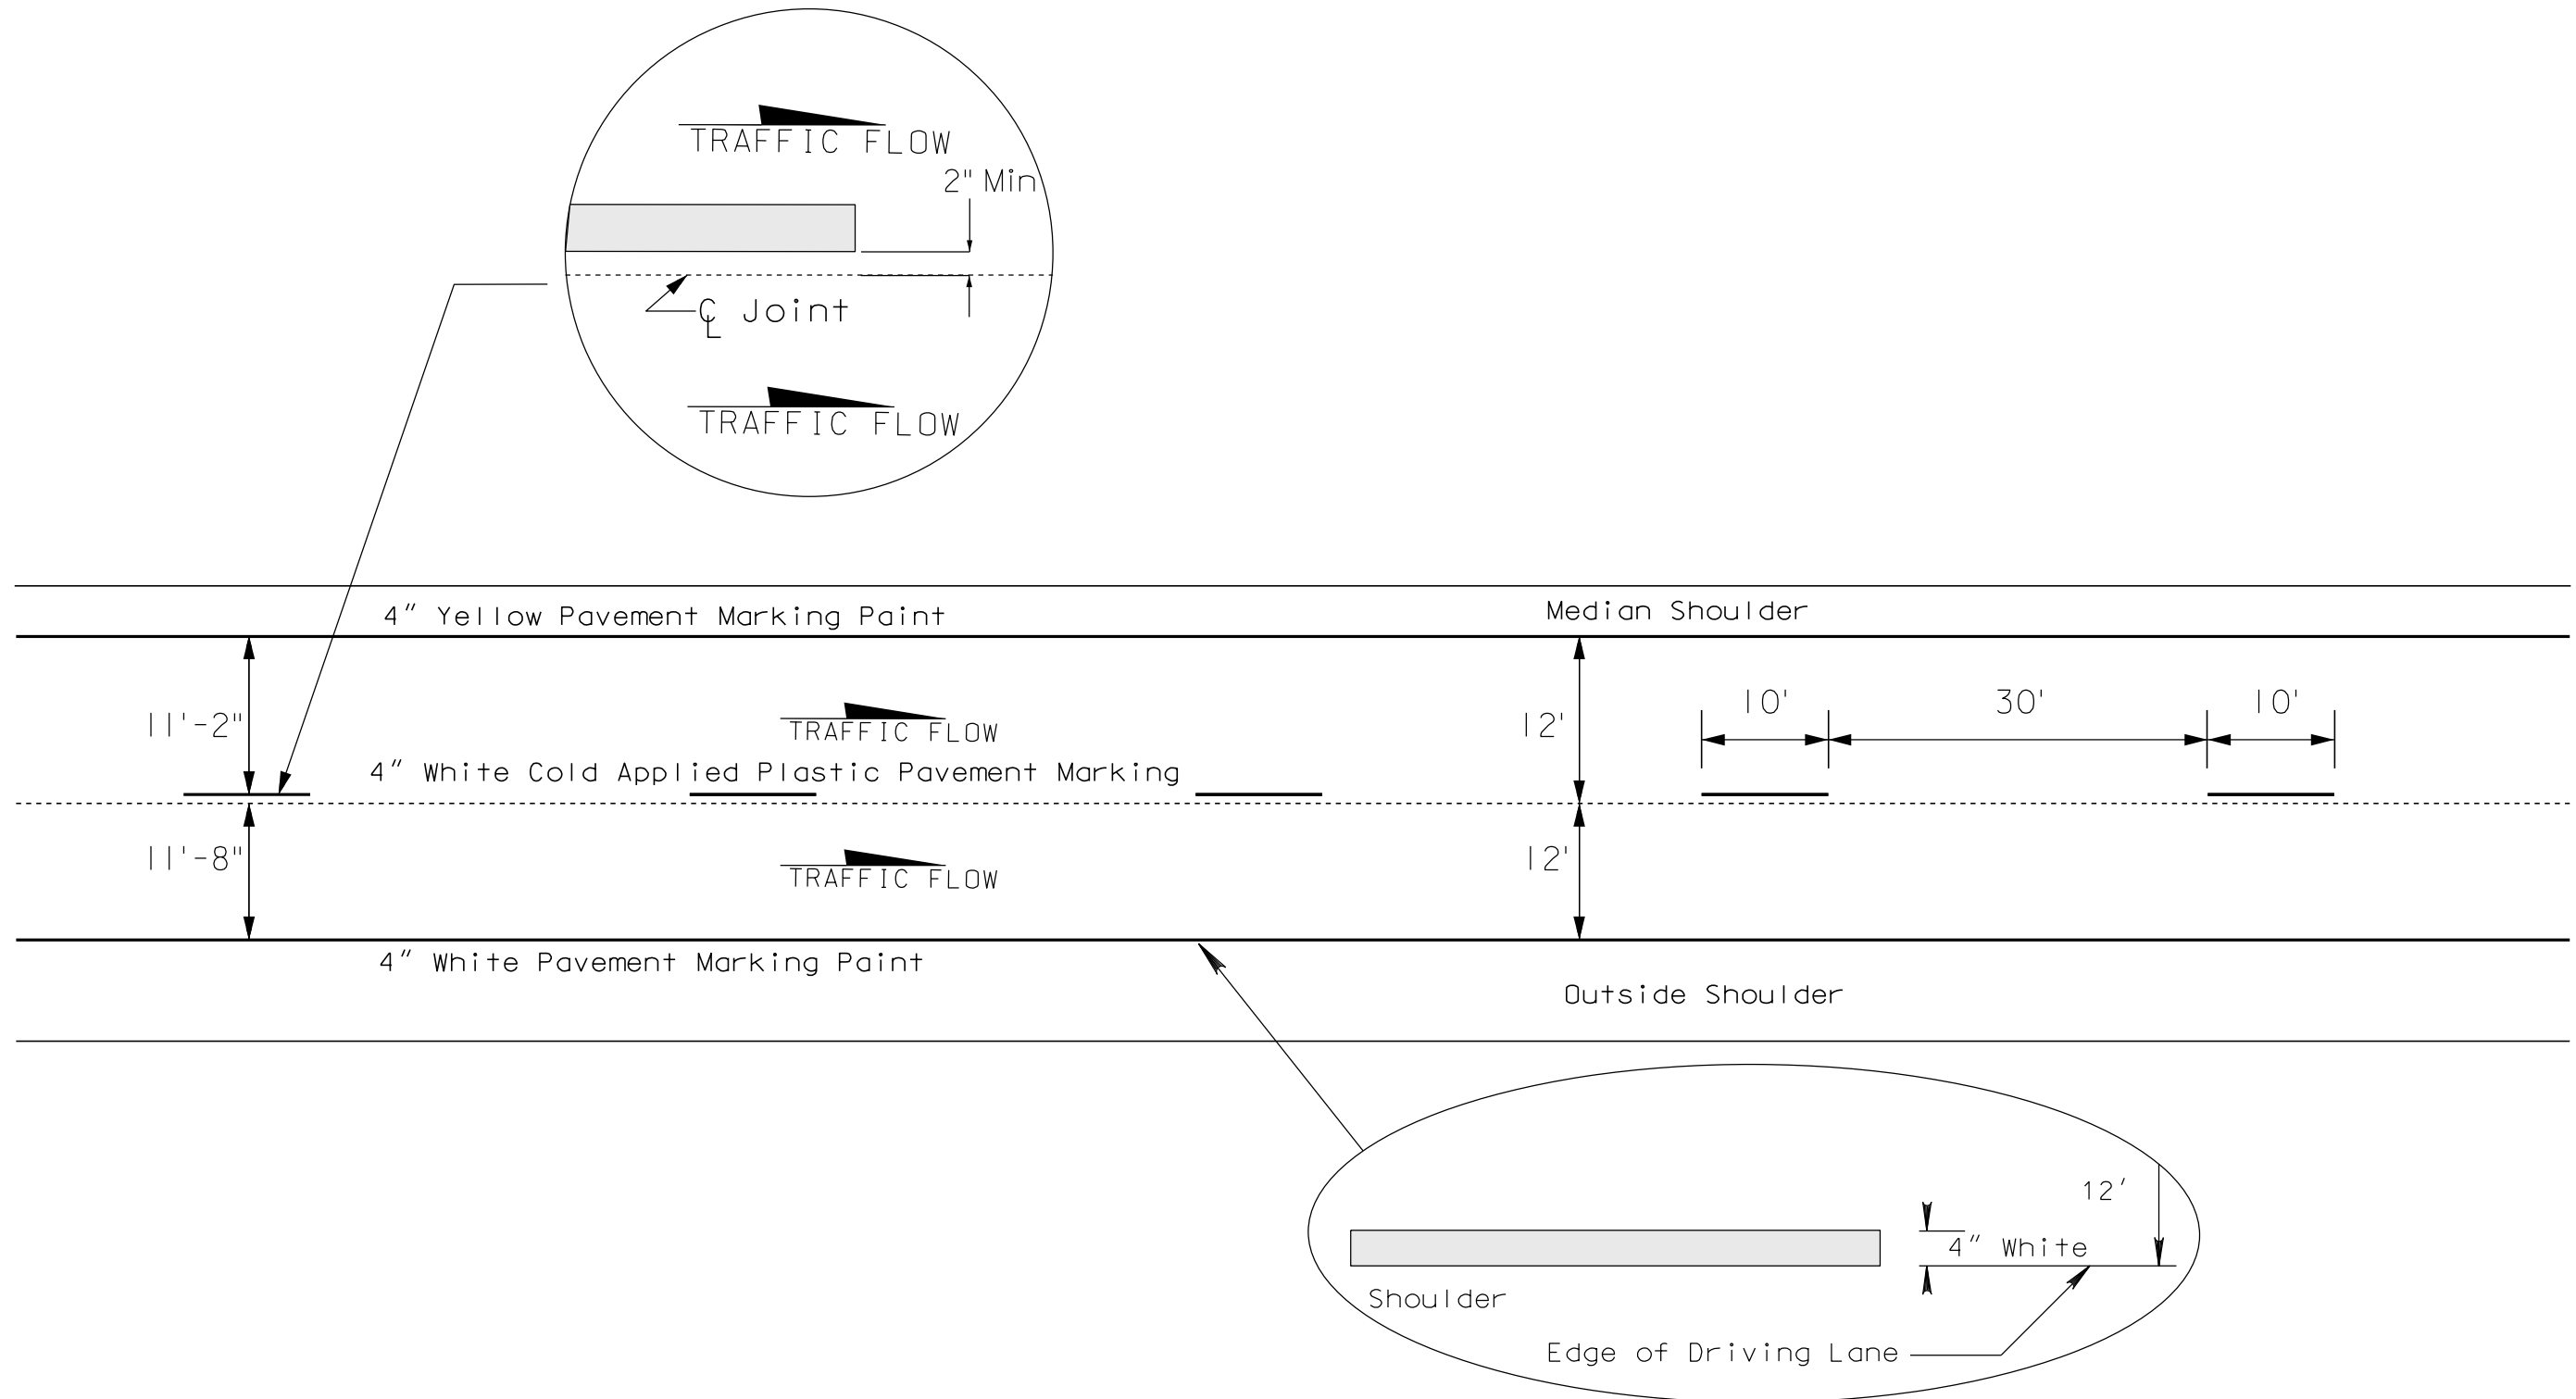 TRAFFIC FLOW
2" Min
℄ Joint
TRAFFIC FLOW
4" Yellow Pavement Marking Paint
Median Shoulder
11'-2"
TRAFFIC FLOW
12'
10'
30'
10'
4" White Cold Applied Plastic Pavement Marking
11'-8"
TRAFFIC FLOW
12'
4" White Pavement Marking Paint
Outside Shoulder
12'
4" White
Shoulder
Edge of Driving Lane